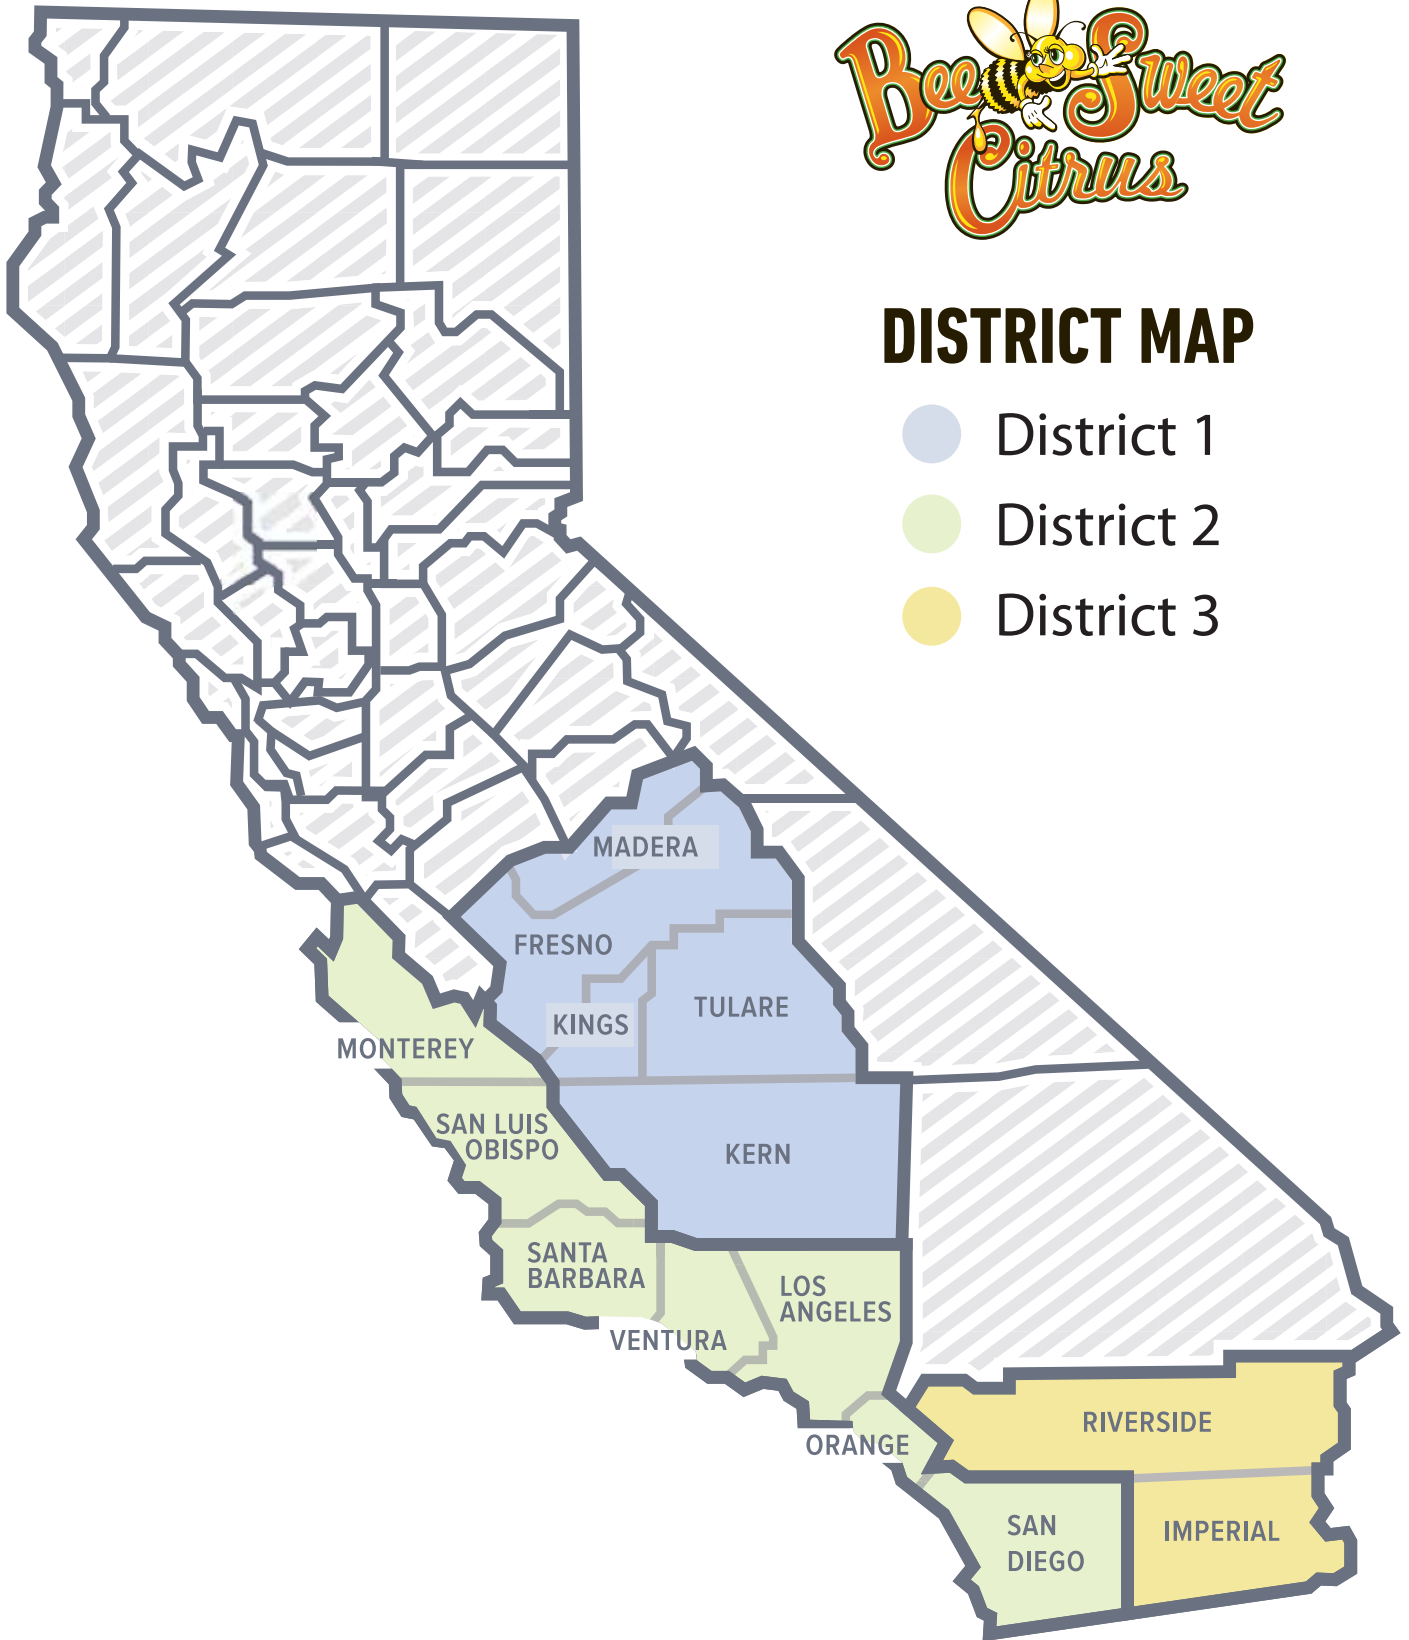 Bee Sweet
Citrus
DISTRICT MAP
District 1
District 2
District 3
MADERA
FRESNO
KINGS
TULARE
MONTEREY
SAN LUIS
OBISPO
KERN
SANTA
BARBARA
LOS
ANGELES
VENTURA
ORANGE
RIVERSIDE
SAN
DIEGO
IMPERIAL